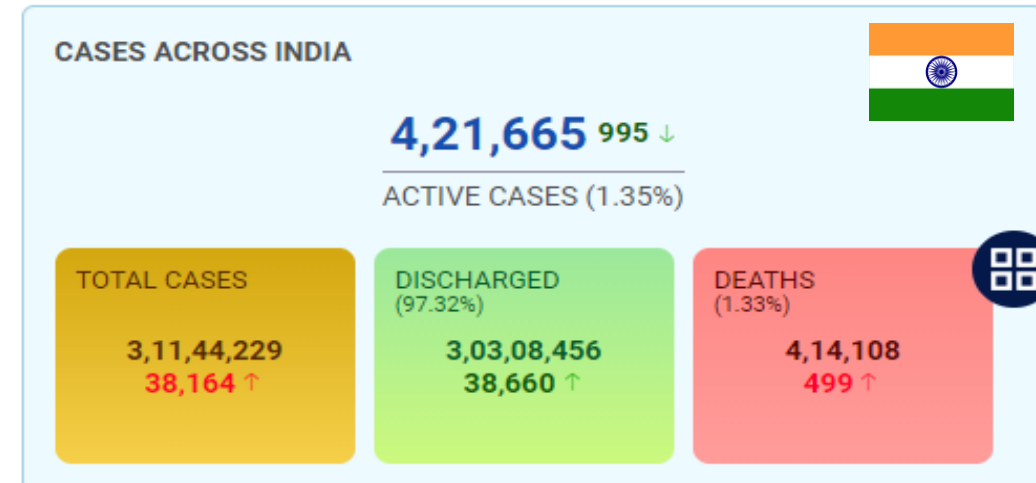 CASES ACROSS INDIA
4,21,665 995 ↓
ACTIVE CASES (1.35%)
TOTAL CASES
3,11,44,229
38,164 ↑
DISCHARGED
(97.32%)
3,03,08,456
38,660 ↑
DEATHS
(1.33%)
4,14,108
499 ↑